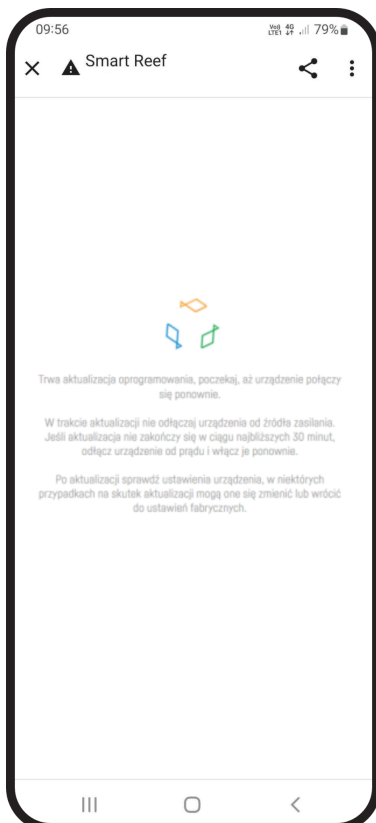 09:56
Vo)) 4G 79%
LTE1
Smart Reef
Trwa aktualizacja oprogramowania, poczekaj, aż urządzenie połączy
się ponownie.
W trakcie aktualizacji nie odłączaj urządzenia od źródła zasilania.
Jeśli aktualizacja nie zakończy się w ciągu najbliższych 30 minut,
odłącz urządzenie od prądu i włącz je ponownie.
Po aktualizacji sprawdź ustawienia urządzenia, w niektórych
przypadkach na skutek aktualizacji mogą one się zmienić lub wrócić
do ustawień fabrycznych.